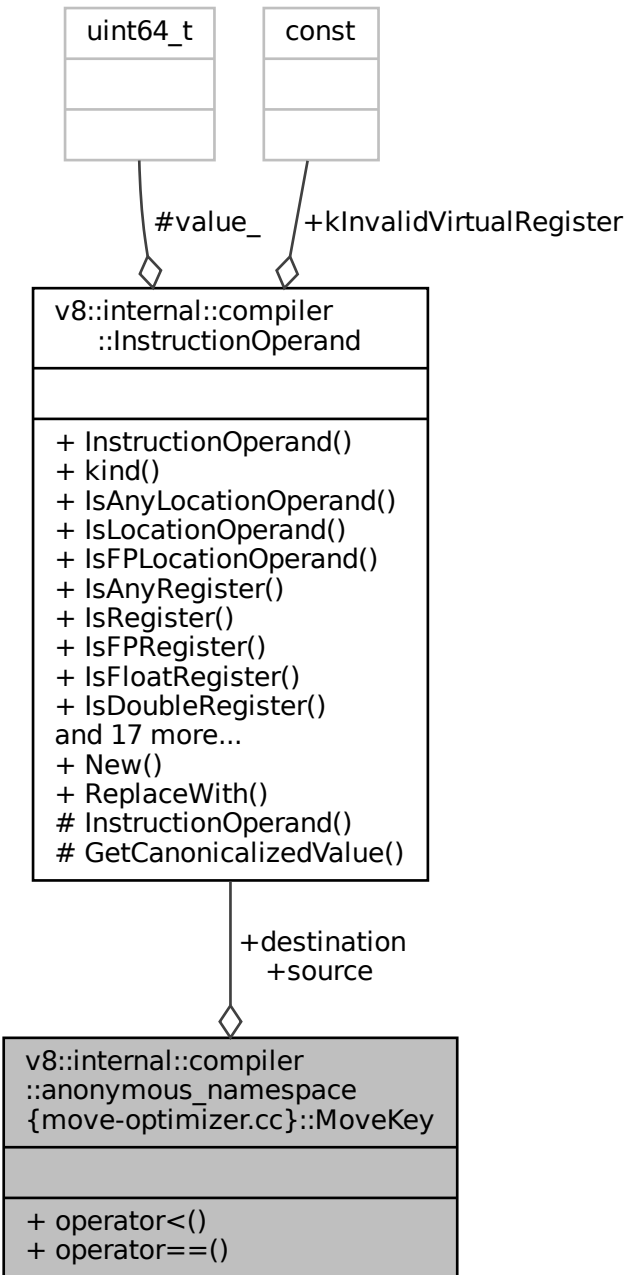 uint64_t
const
#value_
+kInvalidVirtualRegister
v8::internal::compiler
::InstructionOperand
+ InstructionOperand()
+ kind()
+ IsAnyLocationOperand()
+ IsLocationOperand()
+ IsFPLocationOperand()
+ IsAnyRegister()
+ IsRegister()
+ IsFPRegister()
+ IsFloatRegister()
+ IsDoubleRegister()
and 17 more...
+ New()
+ ReplaceWith()
# InstructionOperand()
# GetCanonicalizedValue()
+destination
+source
v8::internal::compiler
::anonymous_namespace
{move-optimizer.cc}::MoveKey
+ operator<()
+ operator==()